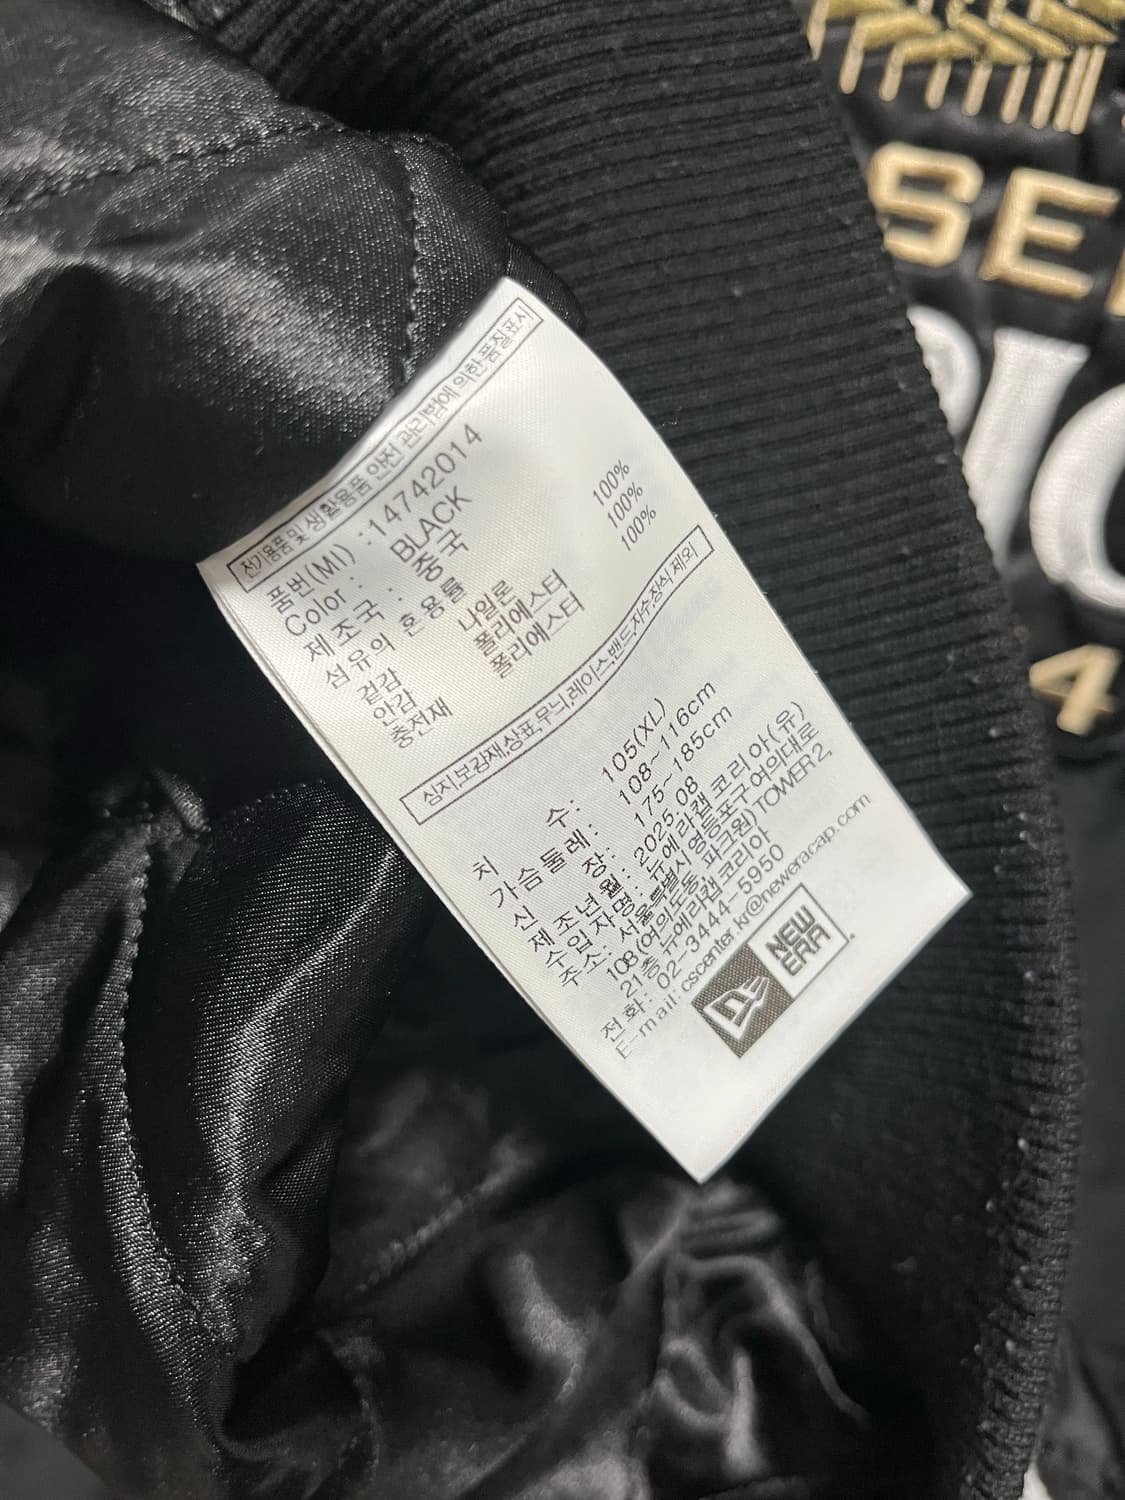 전기용품 및 생활용품 안전 관리법에 의한 품질표시
품번(MI) : 14742014
Color : BLACK
제 조 국 : 중국
섬유의 혼용률
겉감 나일론 100%
안감 폴리에스터 100%
충전재 폴리에스터 100%
심지,보강재,상표,무늬,레이스,밴드,자수,장식 제외
치 수 : 105(XL)
가슴둘레 : 108~116cm
신 장 : 175~185cm
제 조 년 월 : 2025. 08
수 입 자 명 : 뉴에라캡 코리아(유)
주소 : 서울특별시 영등포구 여의대로
108(여의도동, 파크원) TOWER 2,
21층 뉴에라캡코리아
전 화 : 02-3444-5950
E-mail: cscenter.kr@neweracap.com
NEW
ERA
SE
4